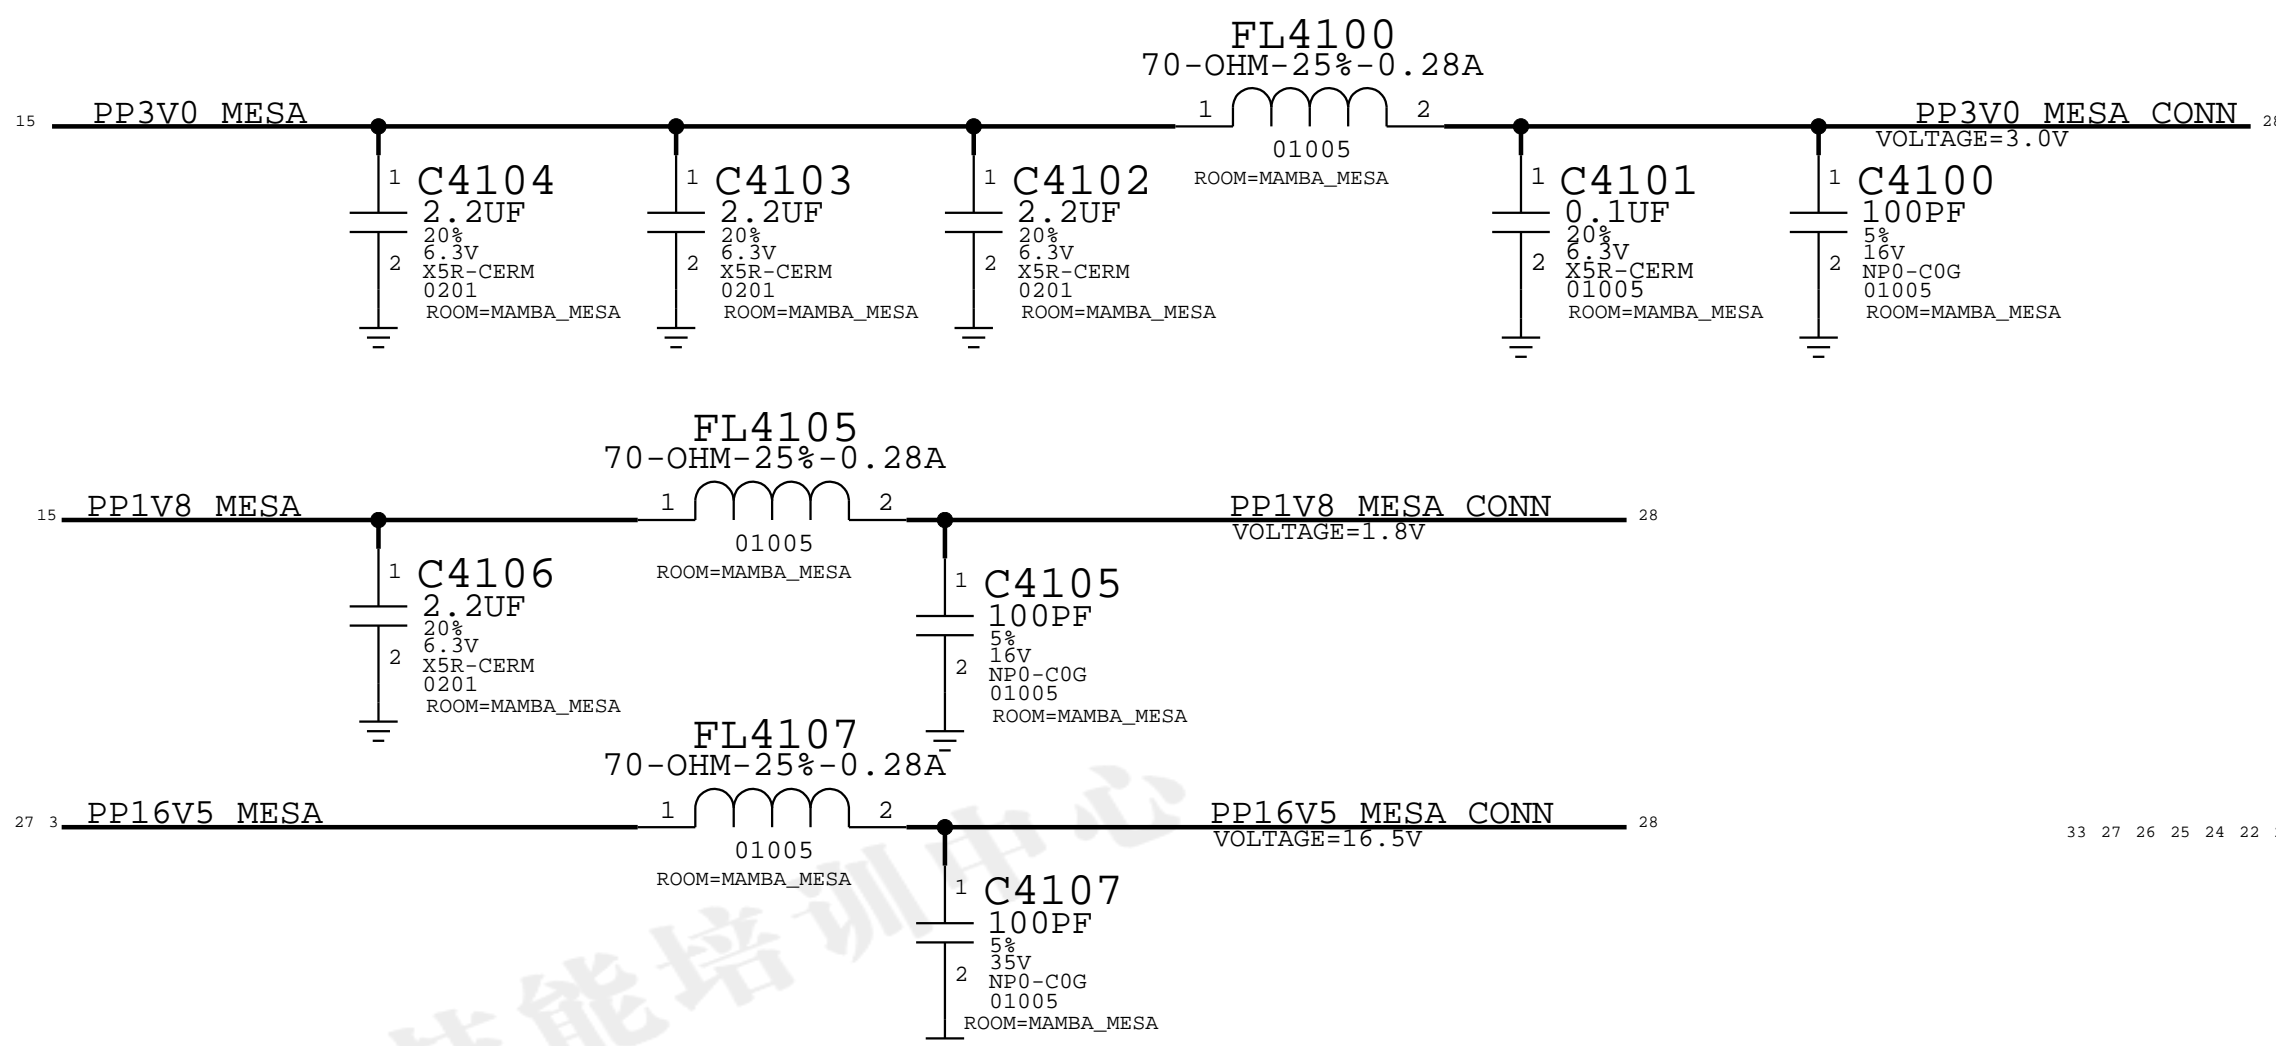 FL4100
70-OHM-25%-0.28A
15 PP3V0 MESA 1 2 PP3V0 MESA CONN
VOLTAGE=3.0V
01005
ROOM=MAMBA_MESA
1 C4104
2.2UF
20%
6.3V
2 X5R-CERM
0201
ROOM=MAMBA_MESA
1 C4103
2.2UF
20%
6.3V
2 X5R-CERM
0201
ROOM=MAMBA_MESA
1 C4102
2.2UF
20%
6.3V
2 X5R-CERM
0201
ROOM=MAMBA_MESA
1 C4101
0.1UF
20%
6.3V
2 X5R-CERM
01005
ROOM=MAMBA_MESA
1 C4100
100PF
5%
16V
2 NP0-C0G
01005
ROOM=MAMBA_MESA
FL4105
70-OHM-25%-0.28A
15 PP1V8 MESA 1 2 PP1V8 MESA CONN 28
VOLTAGE=1.8V
01005
ROOM=MAMBA_MESA
1 C4106
2.2UF
20%
6.3V
2 X5R-CERM
0201
ROOM=MAMBA_MESA
1 C4105
100PF
5%
16V
2 NP0-C0G
01005
ROOM=MAMBA_MESA
FL4107
70-OHM-25%-0.28A
27 3 PP16V5 MESA 1 2 PP16V5 MESA CONN 28
VOLTAGE=16.5V
33 27 26 25 24 22
01005
ROOM=MAMBA_MESA
1 C4107
100PF
5%
35V
2 NP0-C0G
01005
ROOM=MAMBA_MESA
能培训中心